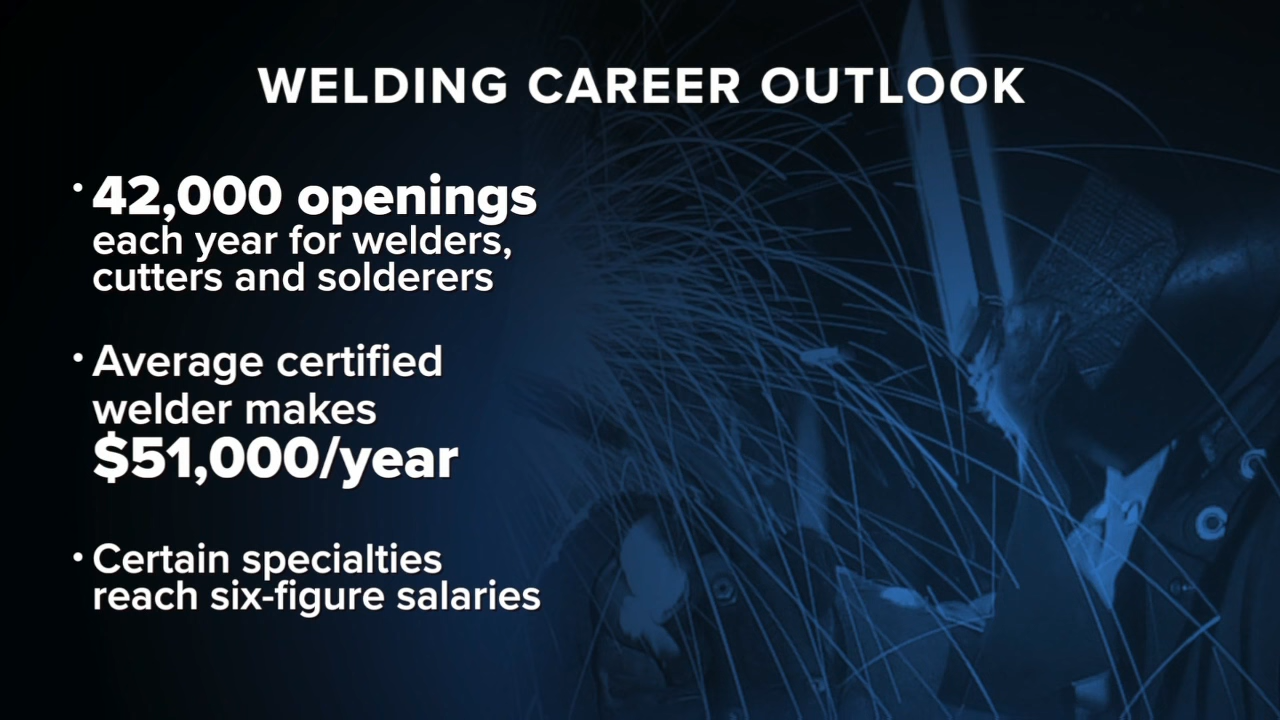 WELDING CAREER OUTLOOK
• 42,000 openings
each year for welders,
cutters and solderers
• Average certified
welder makes
$51,000/year
• Certain specialties
reach six-figure salaries